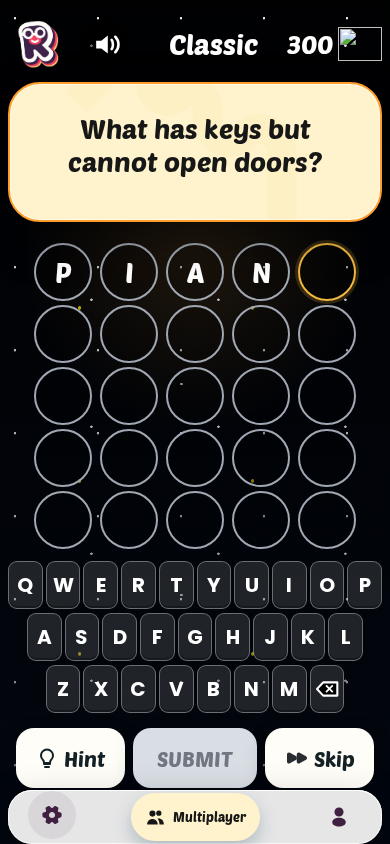 Classic
300
What has keys but
cannot open doors?
P I A N
Q W E R T Y U I O P
A S D F G H J K L
Z X C V B N M
Hint
SUBMIT
Skip
Multiplayer